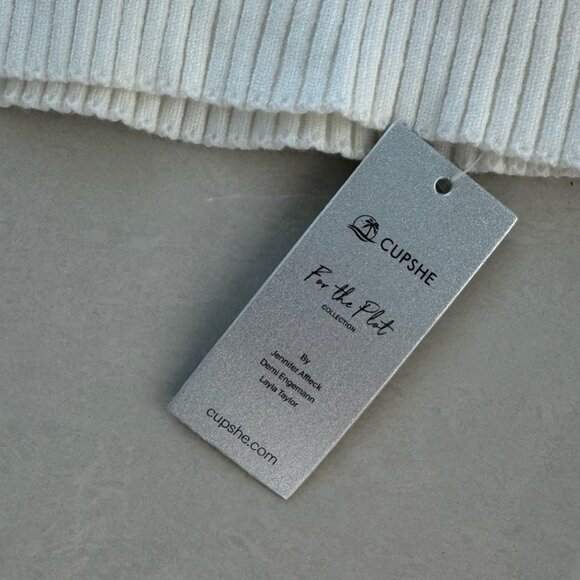 CUPSHE
For the Plot
COLLECTION
By
Jennifer Affleck
Demi Engemann
Layla Taylor
cupshe.com